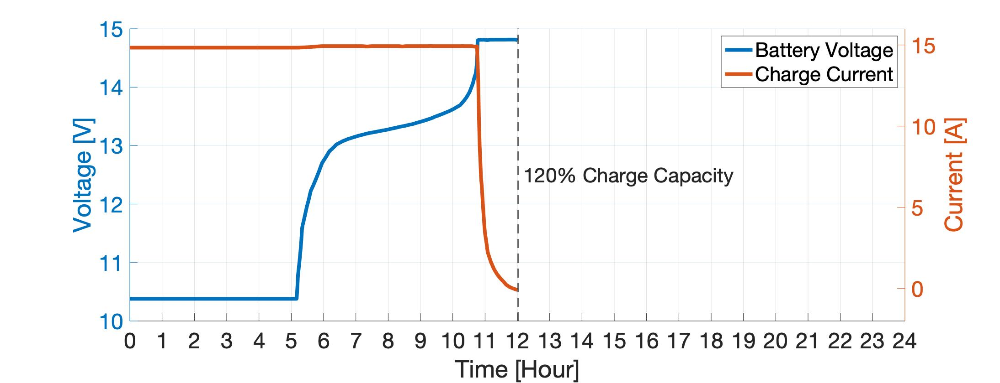 15
14
13
12
11
10
Voltage [V]
15
10
5
0
Current [A]
Battery Voltage
Charge Current
120% Charge Capacity
0 1 2 3 4 5 6 7 8 9 10 11 12 13 14 15 16 17 18 19 20 21 22 23 24
Time [Hour]